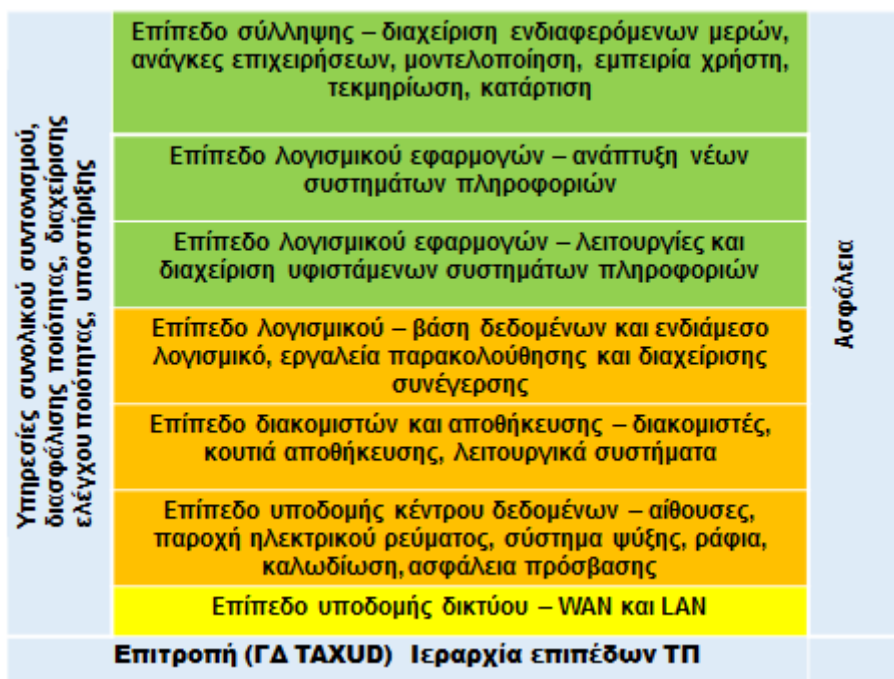 Υπηρεσίες συνολικού συντονισμού,
διασφάλισης ποιότητας, διαχείρισης
ελέγχου ποιότητας, υποστήριξης
Επίπεδο σύλληψης – διαχείριση ενδιαφερόμενων μερών,
ανάγκες επιχειρήσεων, μοντελοποίηση, εμπειρία χρήστη,
τεκμηρίωση, κατάρτιση
Επίπεδο λογισμικού εφαρμογών – ανάπτυξη νέων
συστημάτων πληροφοριών
Επίπεδο λογισμικού εφαρμογών – λειτουργίες και
διαχείριση υφιστάμενων συστημάτων πληροφοριών
Επίπεδο λογισμικού – βάση δεδομένων και ενδιάμεσο
λογισμικό, εργαλεία παρακολούθησης και διαχείρισης
συνέγερσης
Επίπεδο διακομιστών και αποθήκευσης – διακομιστές,
κουτιά αποθήκευσης, λειτουργικά συστήματα
Επίπεδο υποδομής κέντρου δεδομένων – αίθουσες,
παροχή ηλεκτρικού ρεύματος, σύστημα ψύξης, ράφια,
καλωδίωση, ασφάλεια πρόσβασης
Επίπεδο υποδομής δικτύου – WAN και LAN
Ασφάλεια
Επιτροπή (ΓΔ TAXUD) Ιεραρχία επιπέδων ΤΠ